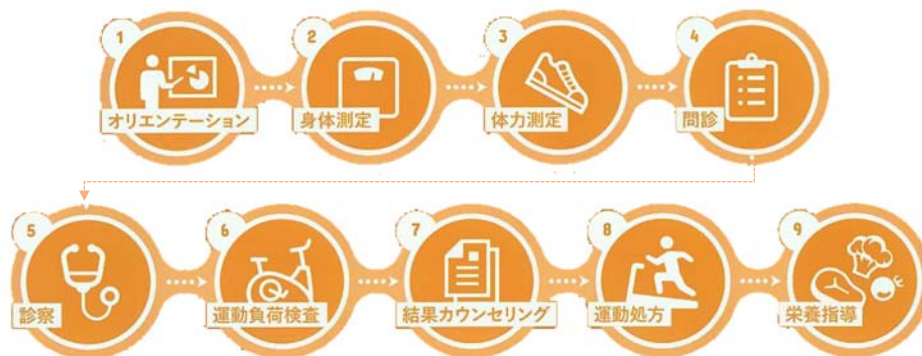 1
オリエンテーション
2
身体測定
3
体力測定
4
問診
5
診察
6
運動負荷検査
7
結果カウンセリング
8
運動処方
9
栄養指導